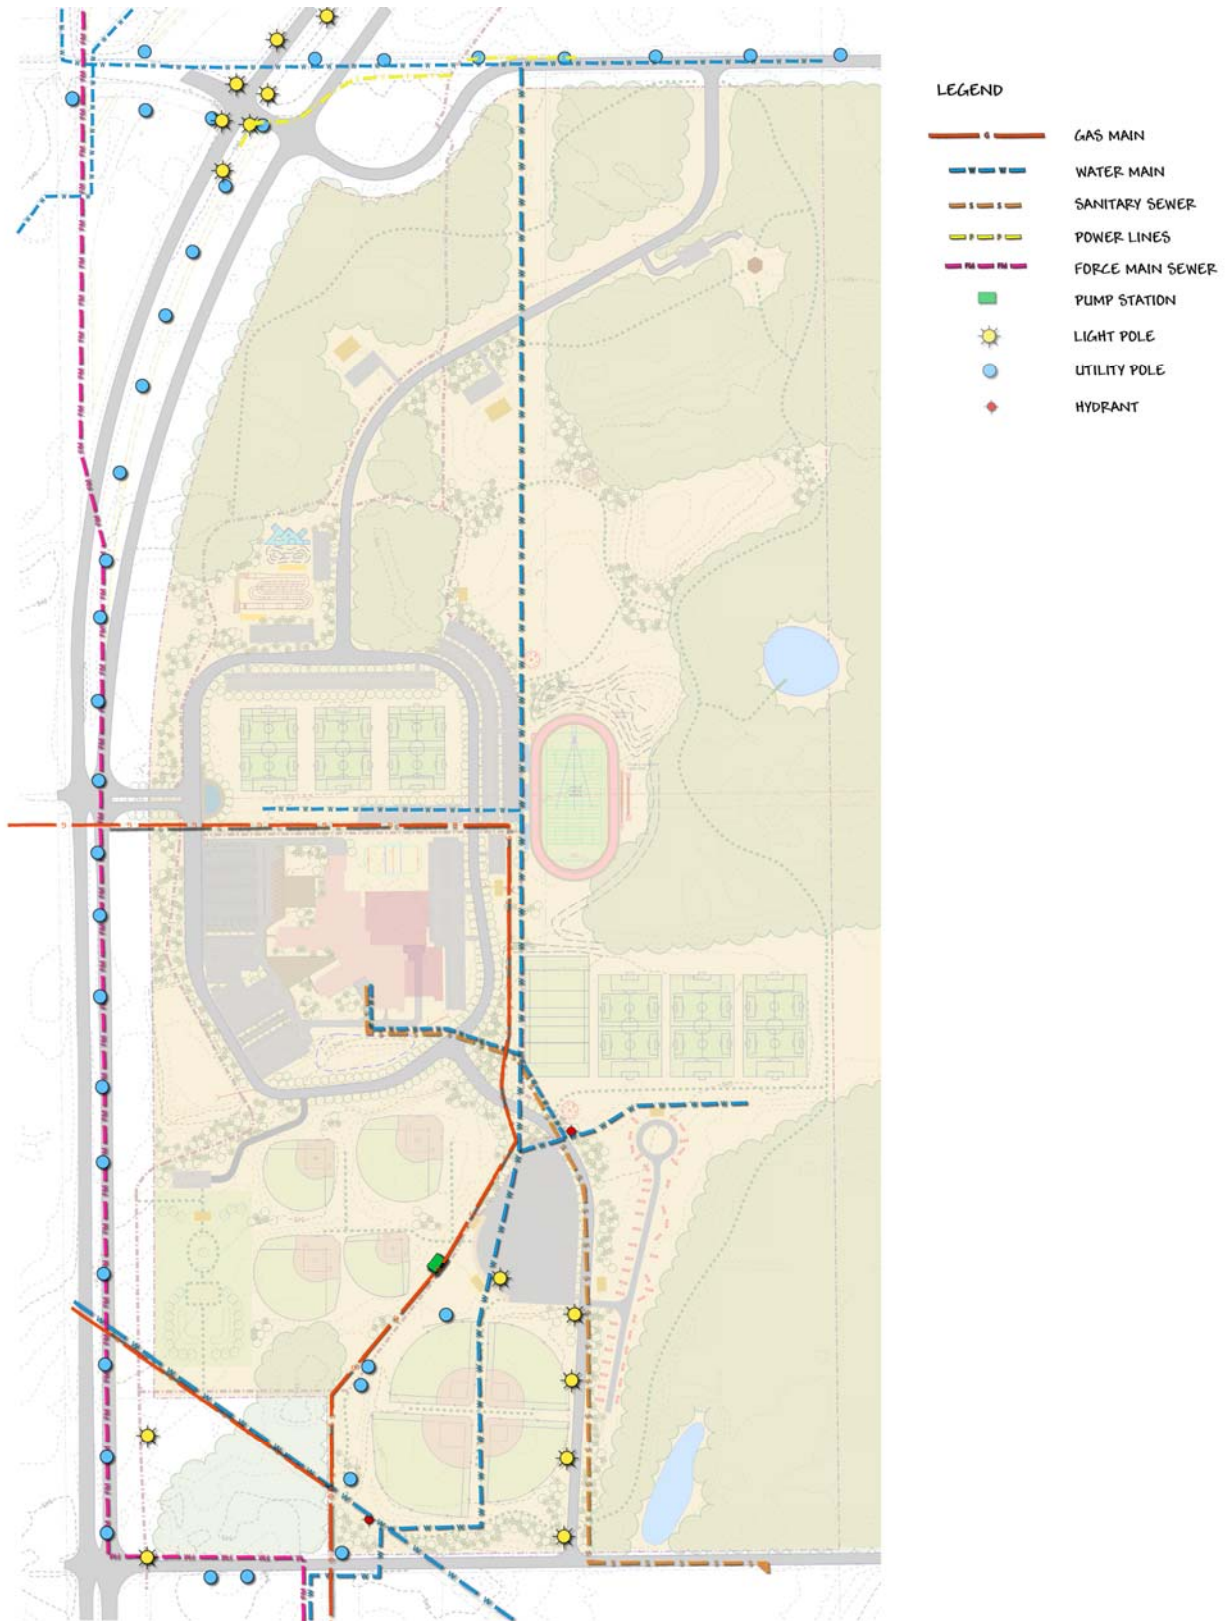 LEGEND
GAS MAIN
WATER MAIN
SANITARY SEWER
POWER LINES
FORCE MAIN SEWER
PUMP STATION
LIGHT POLE
UTILITY POLE
HYDRANT